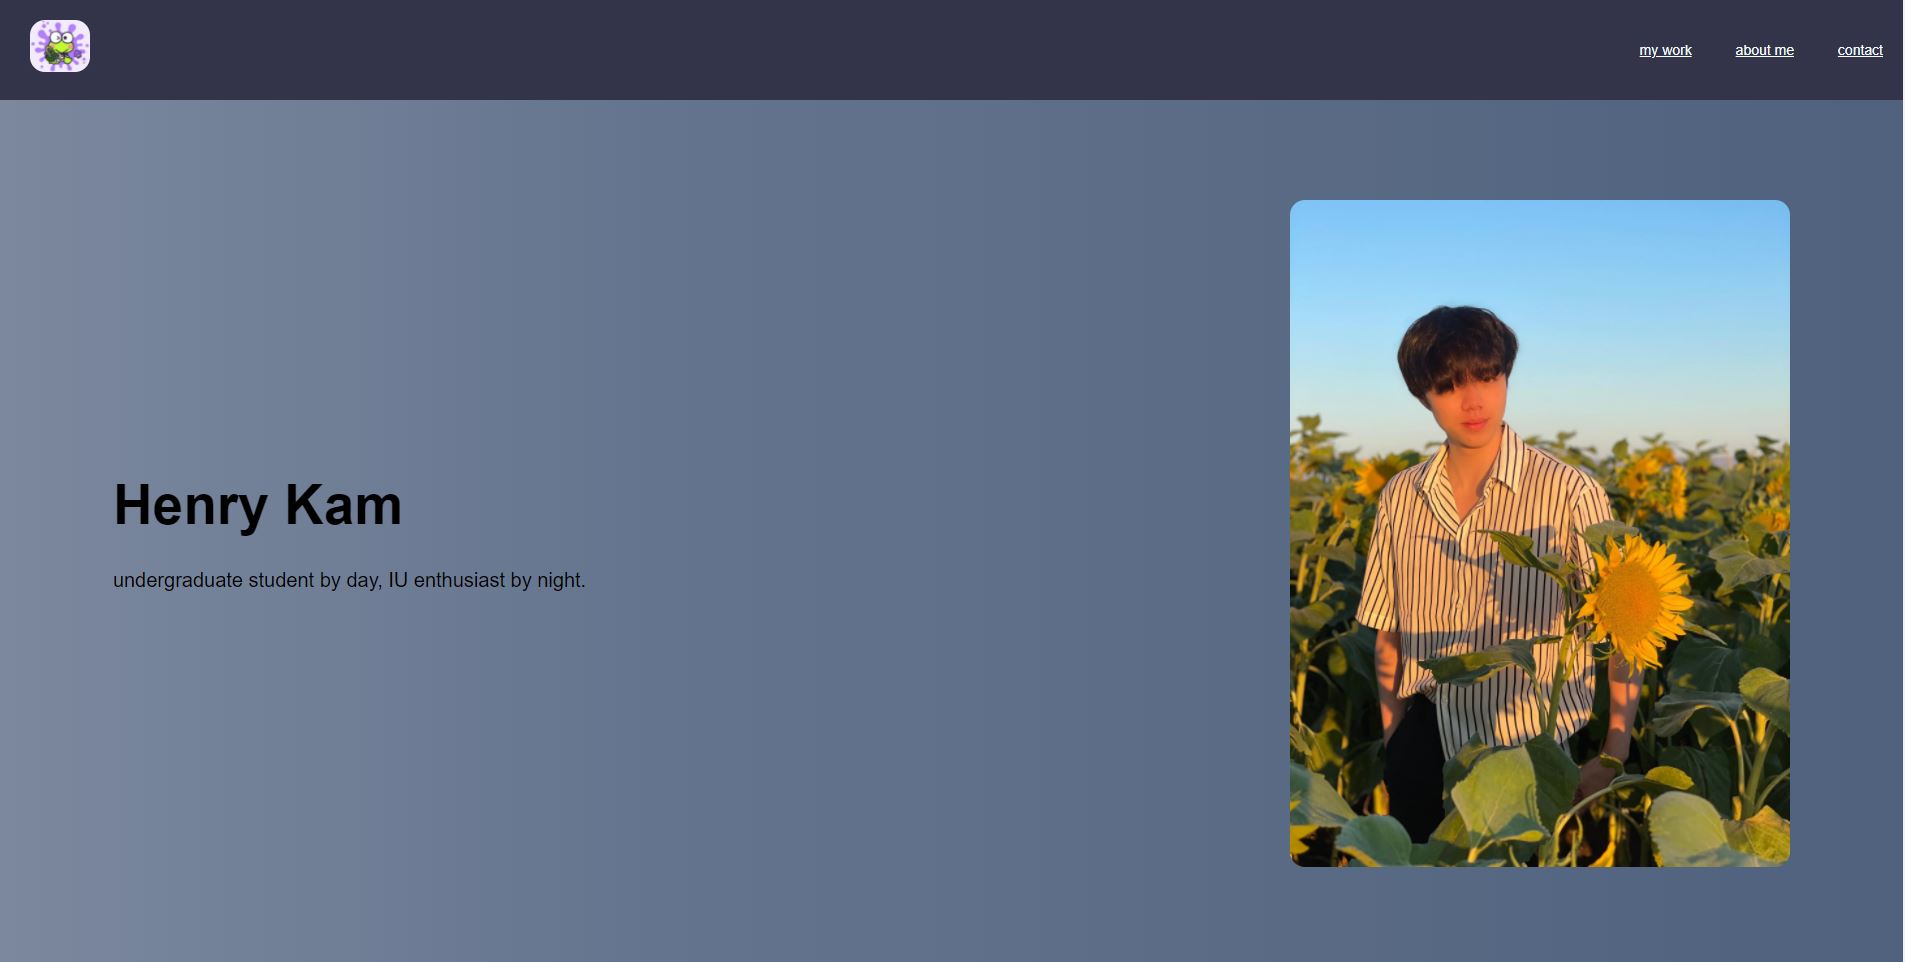 my work
about me
contact
Henry Kam
undergraduate student by day, IU enthusiast by night.